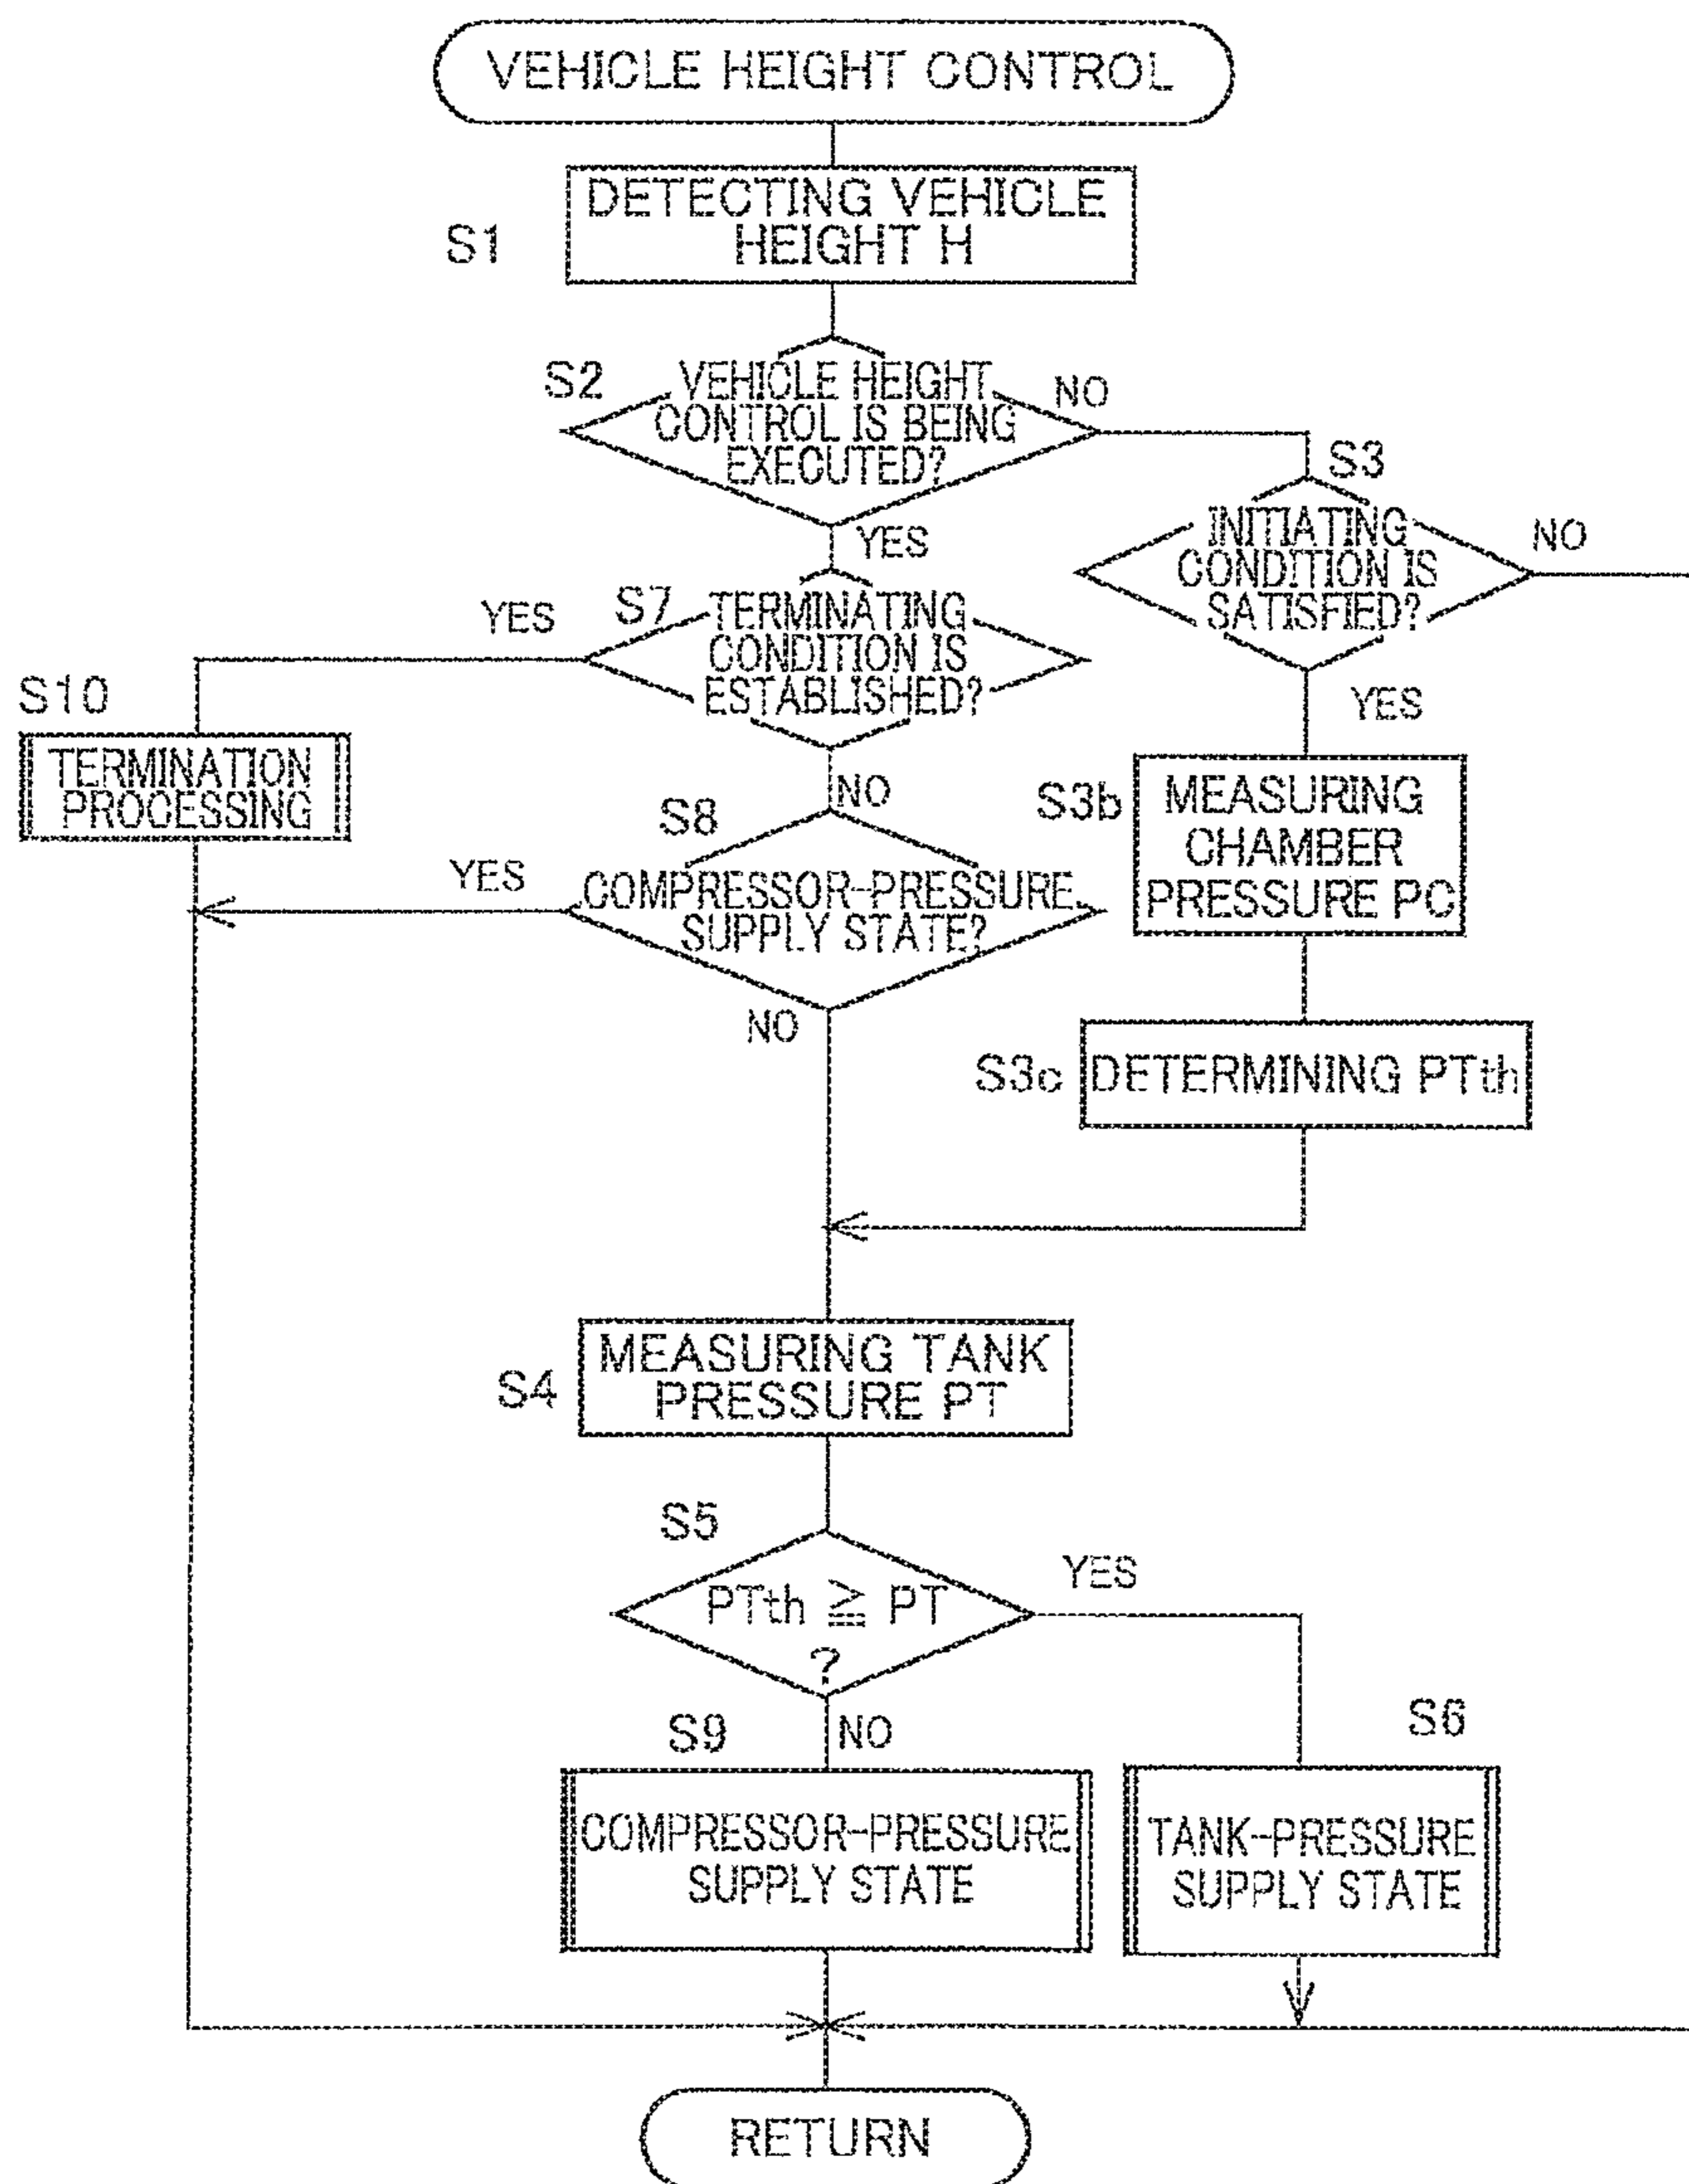 VEHICLE HEIGHT CONTROL
DETECTING VEHICLE
HEIGHT H
S1
S2
VEHICLE HEIGHT
CONTROL IS BEING
EXECUTED?
NO
YES
S3
INITIATING
CONDITION IS
SATISFIED?
NO
YES
S7
TERMINATING
CONDITION IS
ESTABLISHED?
YES
NO
S10
TERMINATION
PROCESSING
S3b
MEASURING
CHAMBER
PRESSURE PC
S8
COMPRESSOR-PRESSURE
SUPPLY STATE?
YES
NO
S3c
DETERMINING PTth
S4
MEASURING TANK
PRESSURE PT
S5
PTth ≧ PT
?
YES
NO
S9
COMPRESSOR-PRESSURE
SUPPLY STATE
S6
TANK-PRESSURE
SUPPLY STATE
RETURN